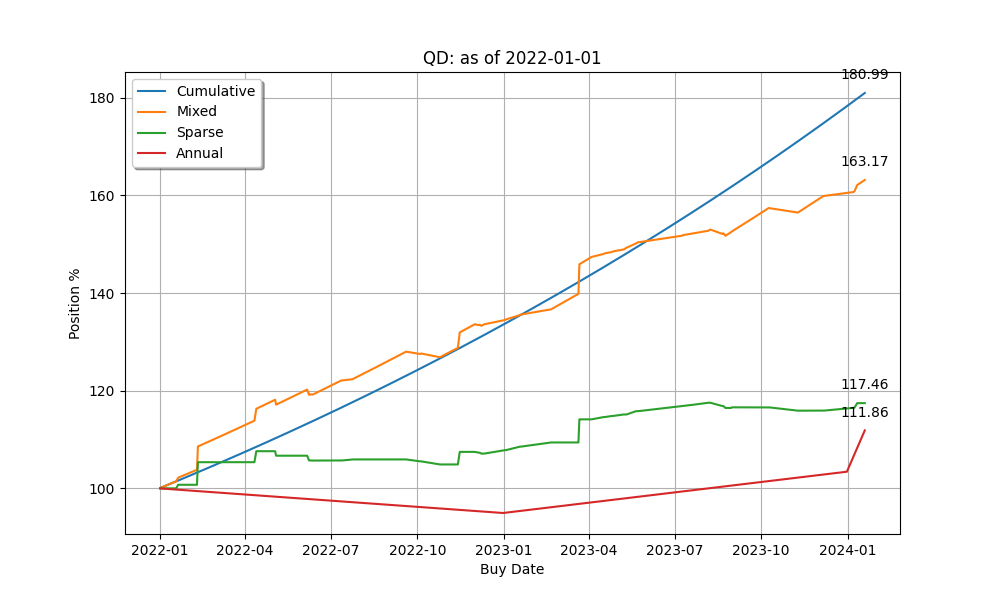 QD: as of 2022-01-01
180.99
Cumulative
Mixed
Sparse
Annual
163.17
117.46
111.86
180
160
140
120
100
Position %
2022-01 2022-04 2022-07 2022-10 2023-01 2023-04 2023-07 2023-10 2024-01
Buy Date